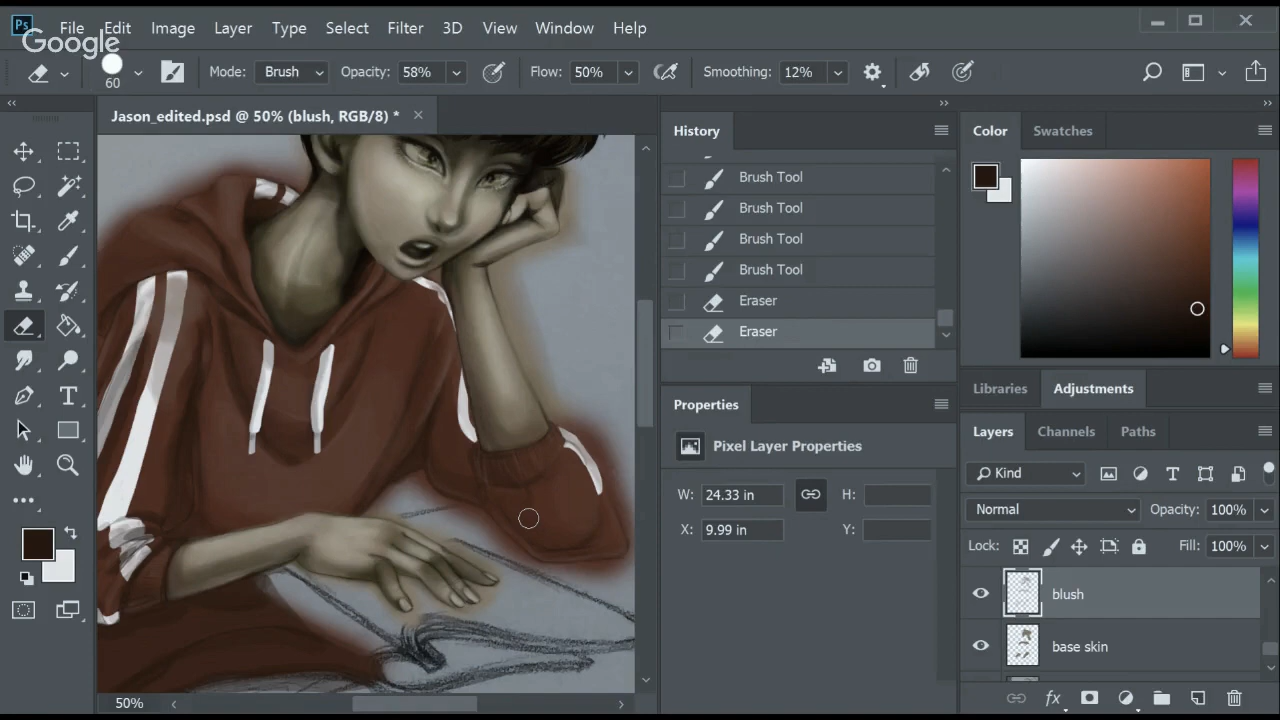 Ps File Edit Image Layer Type Select Filter 3D View Window Help
Google
60 Mode: Brush Opacity: 58% Flow: 50% Smoothing: 12%
Jason_edited.psd @ 50% (blush, RGB/8) *
History
Brush Tool
Brush Tool
Brush Tool
Brush Tool
Eraser
Eraser
Properties
Pixel Layer Properties
W: 24.33 in H:
X: 9.99 in Y:
Color Swatches
Libraries Adjustments
Layers Channels Paths
Kind
Normal Opacity: 100%
Lock: Fill: 100%
blush
base skin
fx
50%